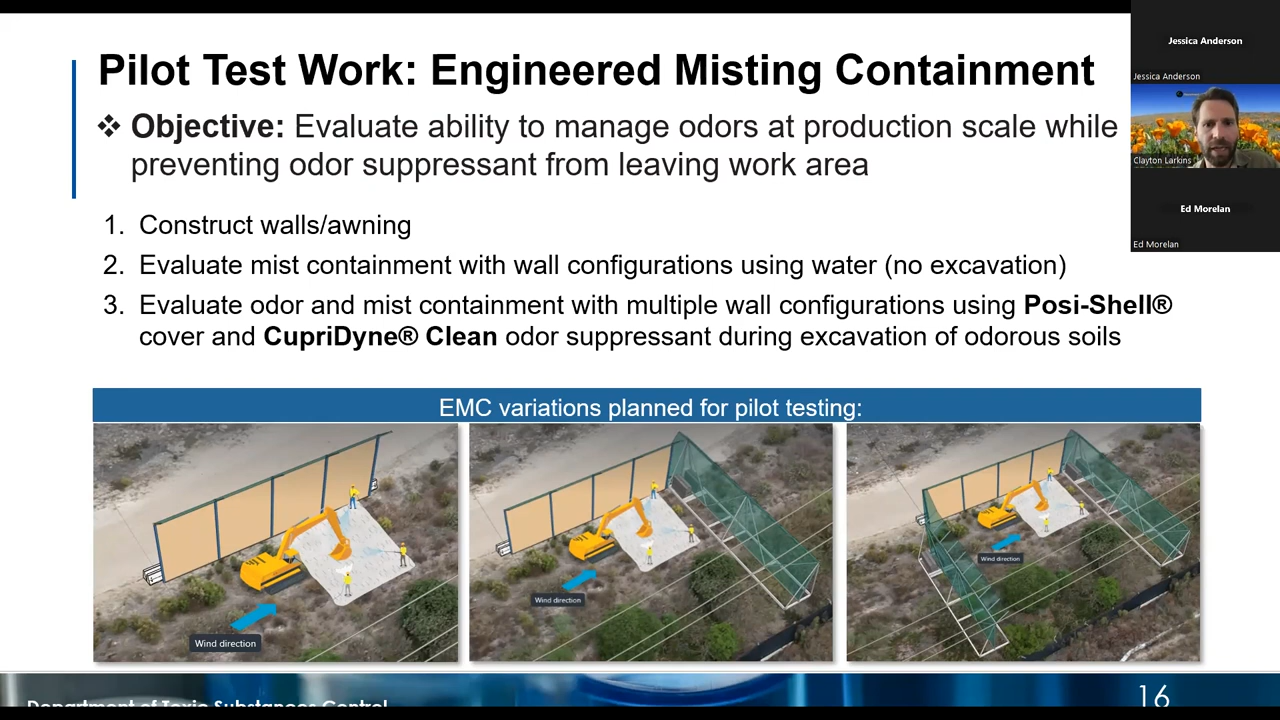 Pilot Test Work: Engineered Misting Containment
❖ Objective: Evaluate ability to manage odors at production scale while
preventing odor suppressant from leaving work area
1. Construct walls/awning
2. Evaluate mist containment with wall configurations using water (no excavation)
3. Evaluate odor and mist containment with multiple wall configurations using Posi-Shell®
cover and CupriDyne® Clean odor suppressant during excavation of odorous soils
EMC variations planned for pilot testing:
Wind direction
Wind direction
Wind direction
Department of Toxic Substances Control
16
Jessica Anderson
Jessica Anderson
Clayton Larkins
Ed Morelan
Ed Morelan